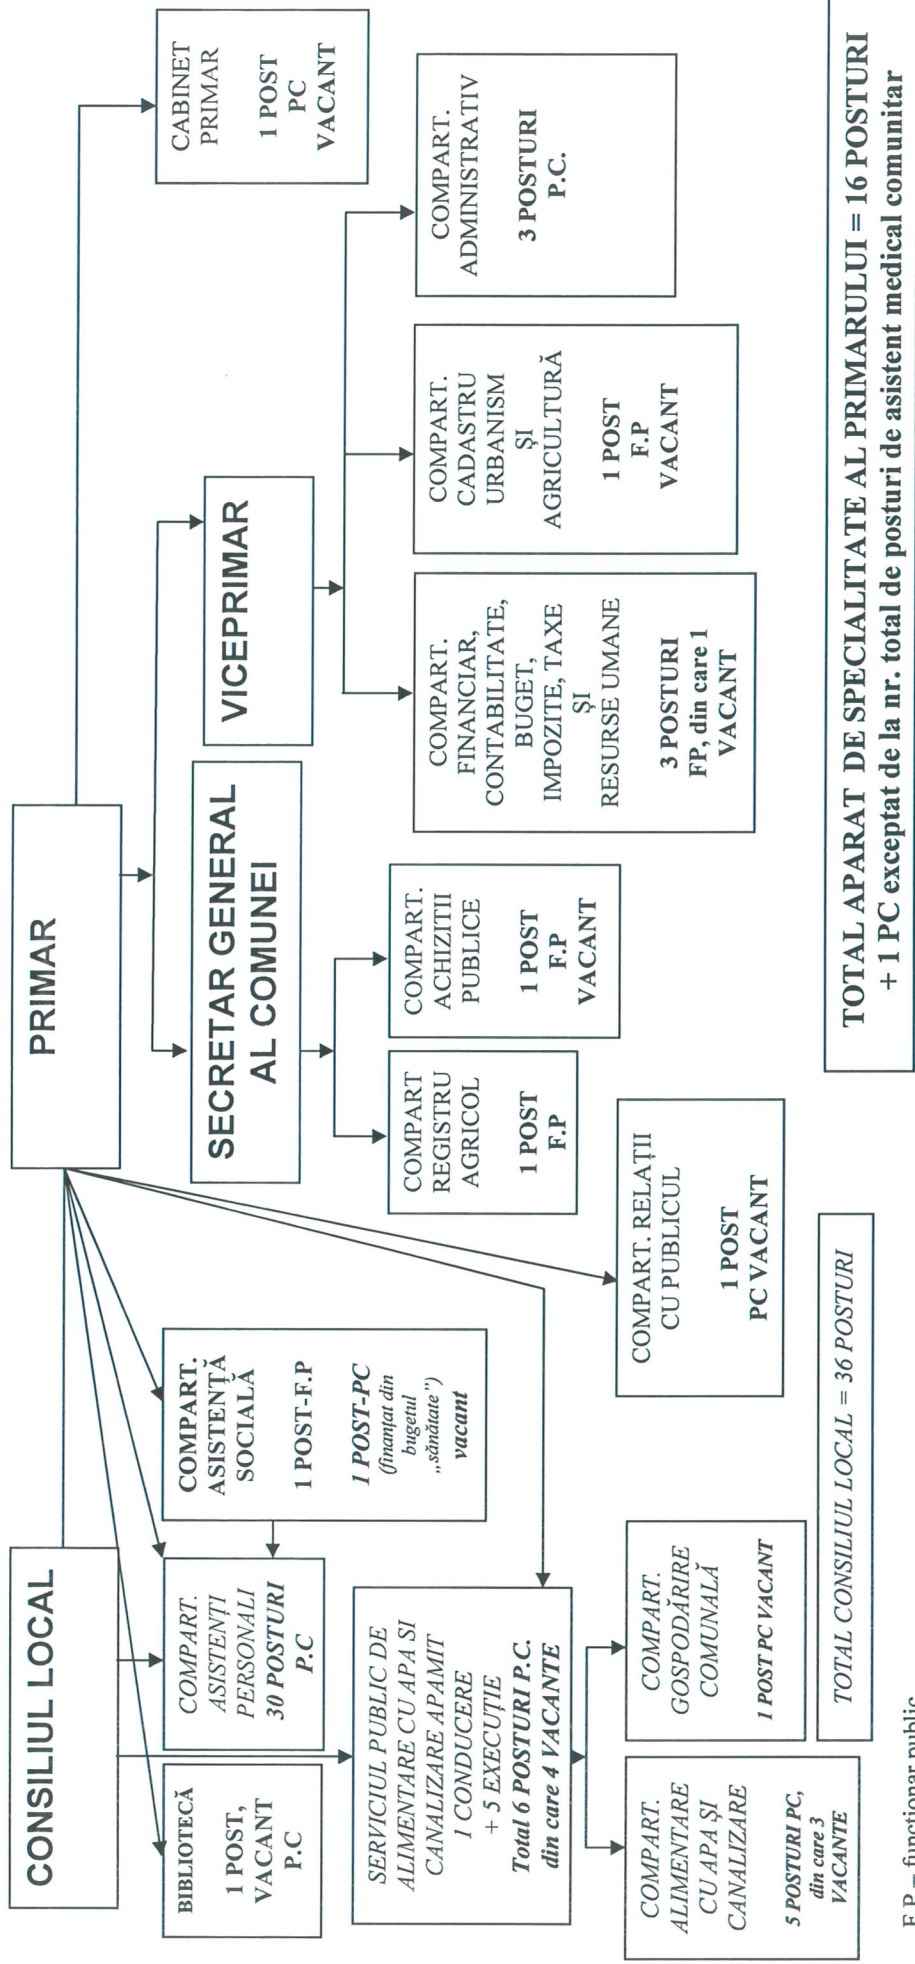 CONSILIUL LOCAL
PRIMAR
BIBLIOTECĂ
1 POST,
VACANT
P.C
COMPART.
ASISTENȚI
PERSONALI
30 POSTURI
P.C
COMPART.
ASISTENȚĂ
SOCIALĂ
1 POST-F.P
1 POST-PC
(finanțat din
bugetul
„sănătate”)
vacant
SECRETAR GENERAL
AL COMUNEI
VICEPRIMAR
CABINET
PRIMAR
1 POST
PC
VACANT
SERVICIUL PUBLIC DE
ALIMENTARE CU APA SI
CANALIZARE APAMIT
1 CONDUCERE
+ 5 EXECUȚIE
Total 6 POSTURI P.C.
din care 4 VACANTE
COMPART
REGISTRU
AGRICOL
1 POST
F.P
COMPART.
ACHIZITII
PUBLICE
1 POST
F.P
VACANT
COMPART.
FINANCIAR,
CONTABILITATE,
BUGET,
IMPOZITE, TAXE
ȘI
RESURSE UMANE
3 POSTURI
FP, din care 1
VACANT
COMPART.
CADASTRU
URBANISM
ȘI
AGRICULTURĂ
1 POST
F.P
VACANT
COMPART.
ADMINISTRATIV
3 POSTURI
P.C.
COMPART.
ALIMENTARE
CU APA ȘI
CANALIZARE
5 POSTURI PC,
din care 3
VACANTE
COMPART.
GOSPODĂRIRE
COMUNALĂ
1 POST PC VACANT
COMPART. RELAȚII
CU PUBLICUL
1 POST
PC VACANT
TOTAL CONSILIUL LOCAL = 36 POSTURI
TOTAL APARAT DE SPECIALITATE AL PRIMARULUI = 16 POSTURI
+ 1 PC exceptat de la nr. total de posturi de asistent medical comunitar
F.P – funcționar public